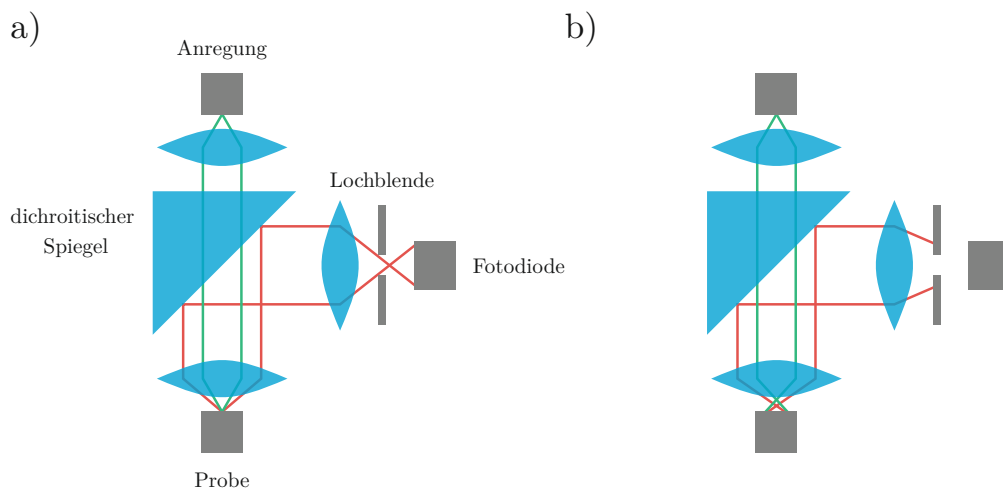 a)
b)
Anregung
Lochblende
dichroitischer
Spiegel
Fotodiode
Probe